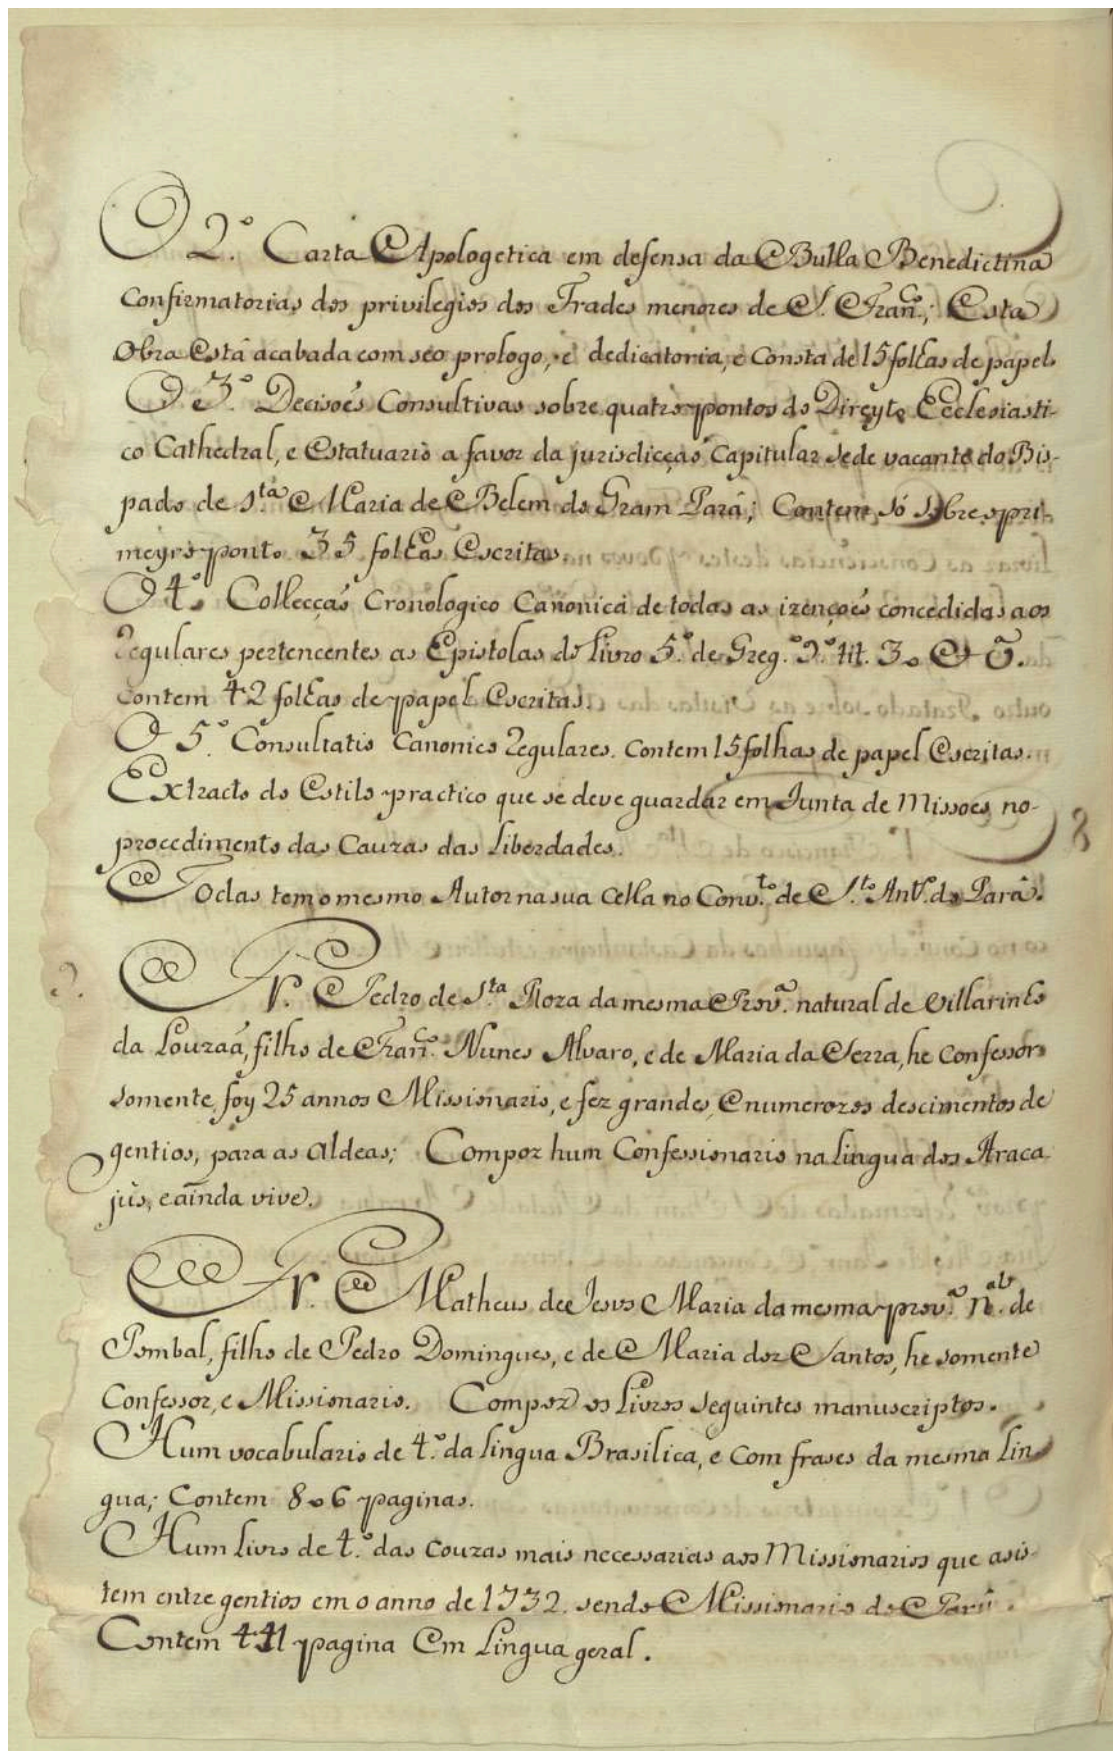 O 2.º Carta Apologetica em defensa da Bulla Benedictina
Confirmatorias dos privilegios dos Frades menores de S. Fran.co; Esta
Obra está acabada com seo prologo, e dedicatoria, e Consta de 15 folhas de papel
O 3.º Decisoês Consultivas sobre quatro pontos do Direyto Ecclesiasti-
co Cathedral, e Estatuario a favor da jurisdicçaõ Capitular sede vacante do Bis-
pado de S.ta Maria de Belem do Gram Pará; Contem só sobre o pri-
meyro ponto 35 folhas Escritas.
O 4.º Collecçaõ Cronologico Canonica de todas as izençoẽs concedidas aos
Regulares pertencentes as Epistolas do Livro 5.º de Greg.º 9.º tit. 3.
Contem 42 folhas de papel Escritas.
O 5.º Consultatio Canonico Regulares. Contem 15 folhas de papel Escritas.
Extracto do Estilo practico que se deve guardar em Junta de Missoes no
procedimento das Cauzas das Liberdades.
Todas tem o mesmo Autor na sua Cella no Conv.to de S.to Ant.º do Pará.
Fr. Pedro de S.ta Roza da mesma Prov.ª natural de Villarinho
da Louzaã, filho de Fran.co Nunes Alvaro, e de Maria da Serra, he Confessor
somente, foy 25 annos Missionario, e fez grandes, e numerozos descimentos de
gentios, para as aldeas; Compoz hum Confessionario na Lingua dos Araca
jùs, e ainda vive.
Fr. Matheus de Jesus Maria da mesma prov.ª n.al de
Pombal, filho de Pedro Domingues, e de Maria doz Santos, he somente
Confessor, e Missionario. Compoz os Livros seguintes manuscriptos.
Hum vocabulario de 4.º da lingua Brasilica, e Com frases da mesma Lin
gua; Contem 806 paginas.
Hum Livro de 4.º das Couzas mais necessarias aos Missionarios que asis-
tem entre gentios em o anno de 1732. sendo Missionario do Parú.
Contem 441 pagina Em Lingua geral.